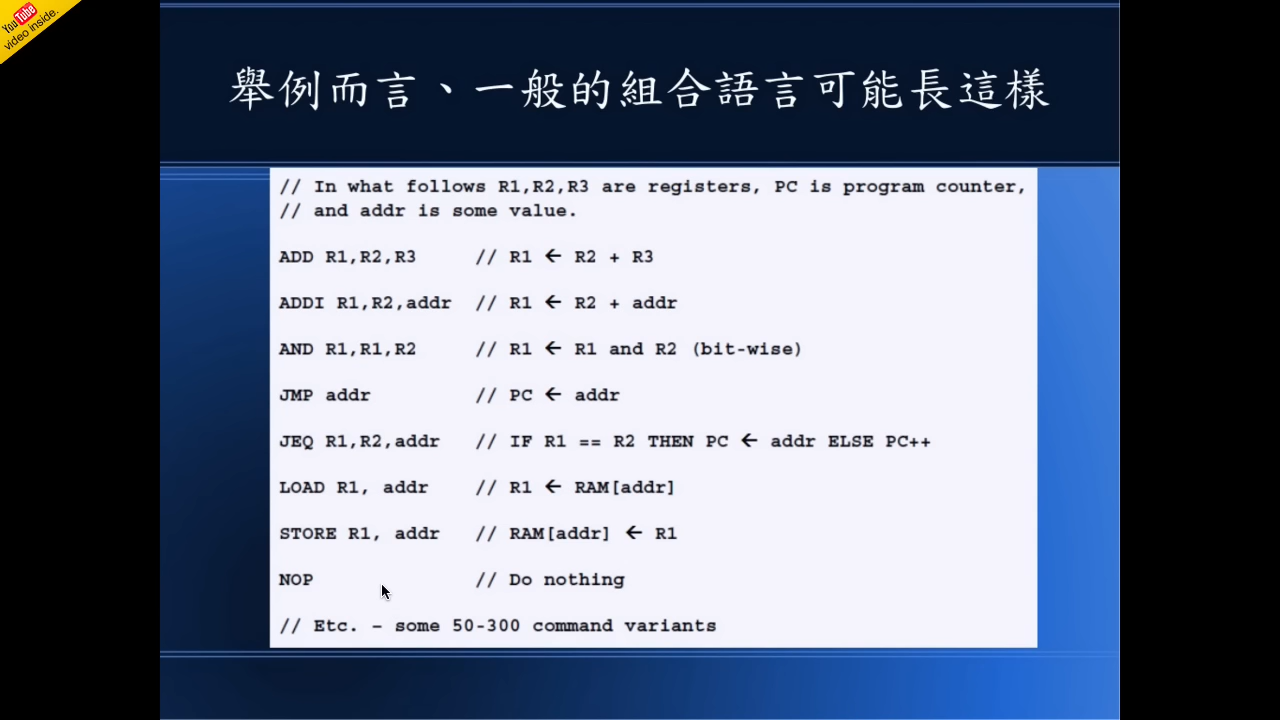 YouTube
video inside.
舉例而言、一般的組合語言可能長這樣
// In what follows R1,R2,R3 are registers, PC is program counter,
// and addr is some value.
ADD R1,R2,R3 // R1 ← R2 + R3
ADDI R1,R2,addr // R1 ← R2 + addr
AND R1,R1,R2 // R1 ← R1 and R2 (bit-wise)
JMP addr // PC ← addr
JEQ R1,R2,addr // IF R1 == R2 THEN PC ← addr ELSE PC++
LOAD R1, addr // R1 ← RAM[addr]
STORE R1, addr // RAM[addr] ← R1
NOP // Do nothing
// Etc. – some 50-300 command variants